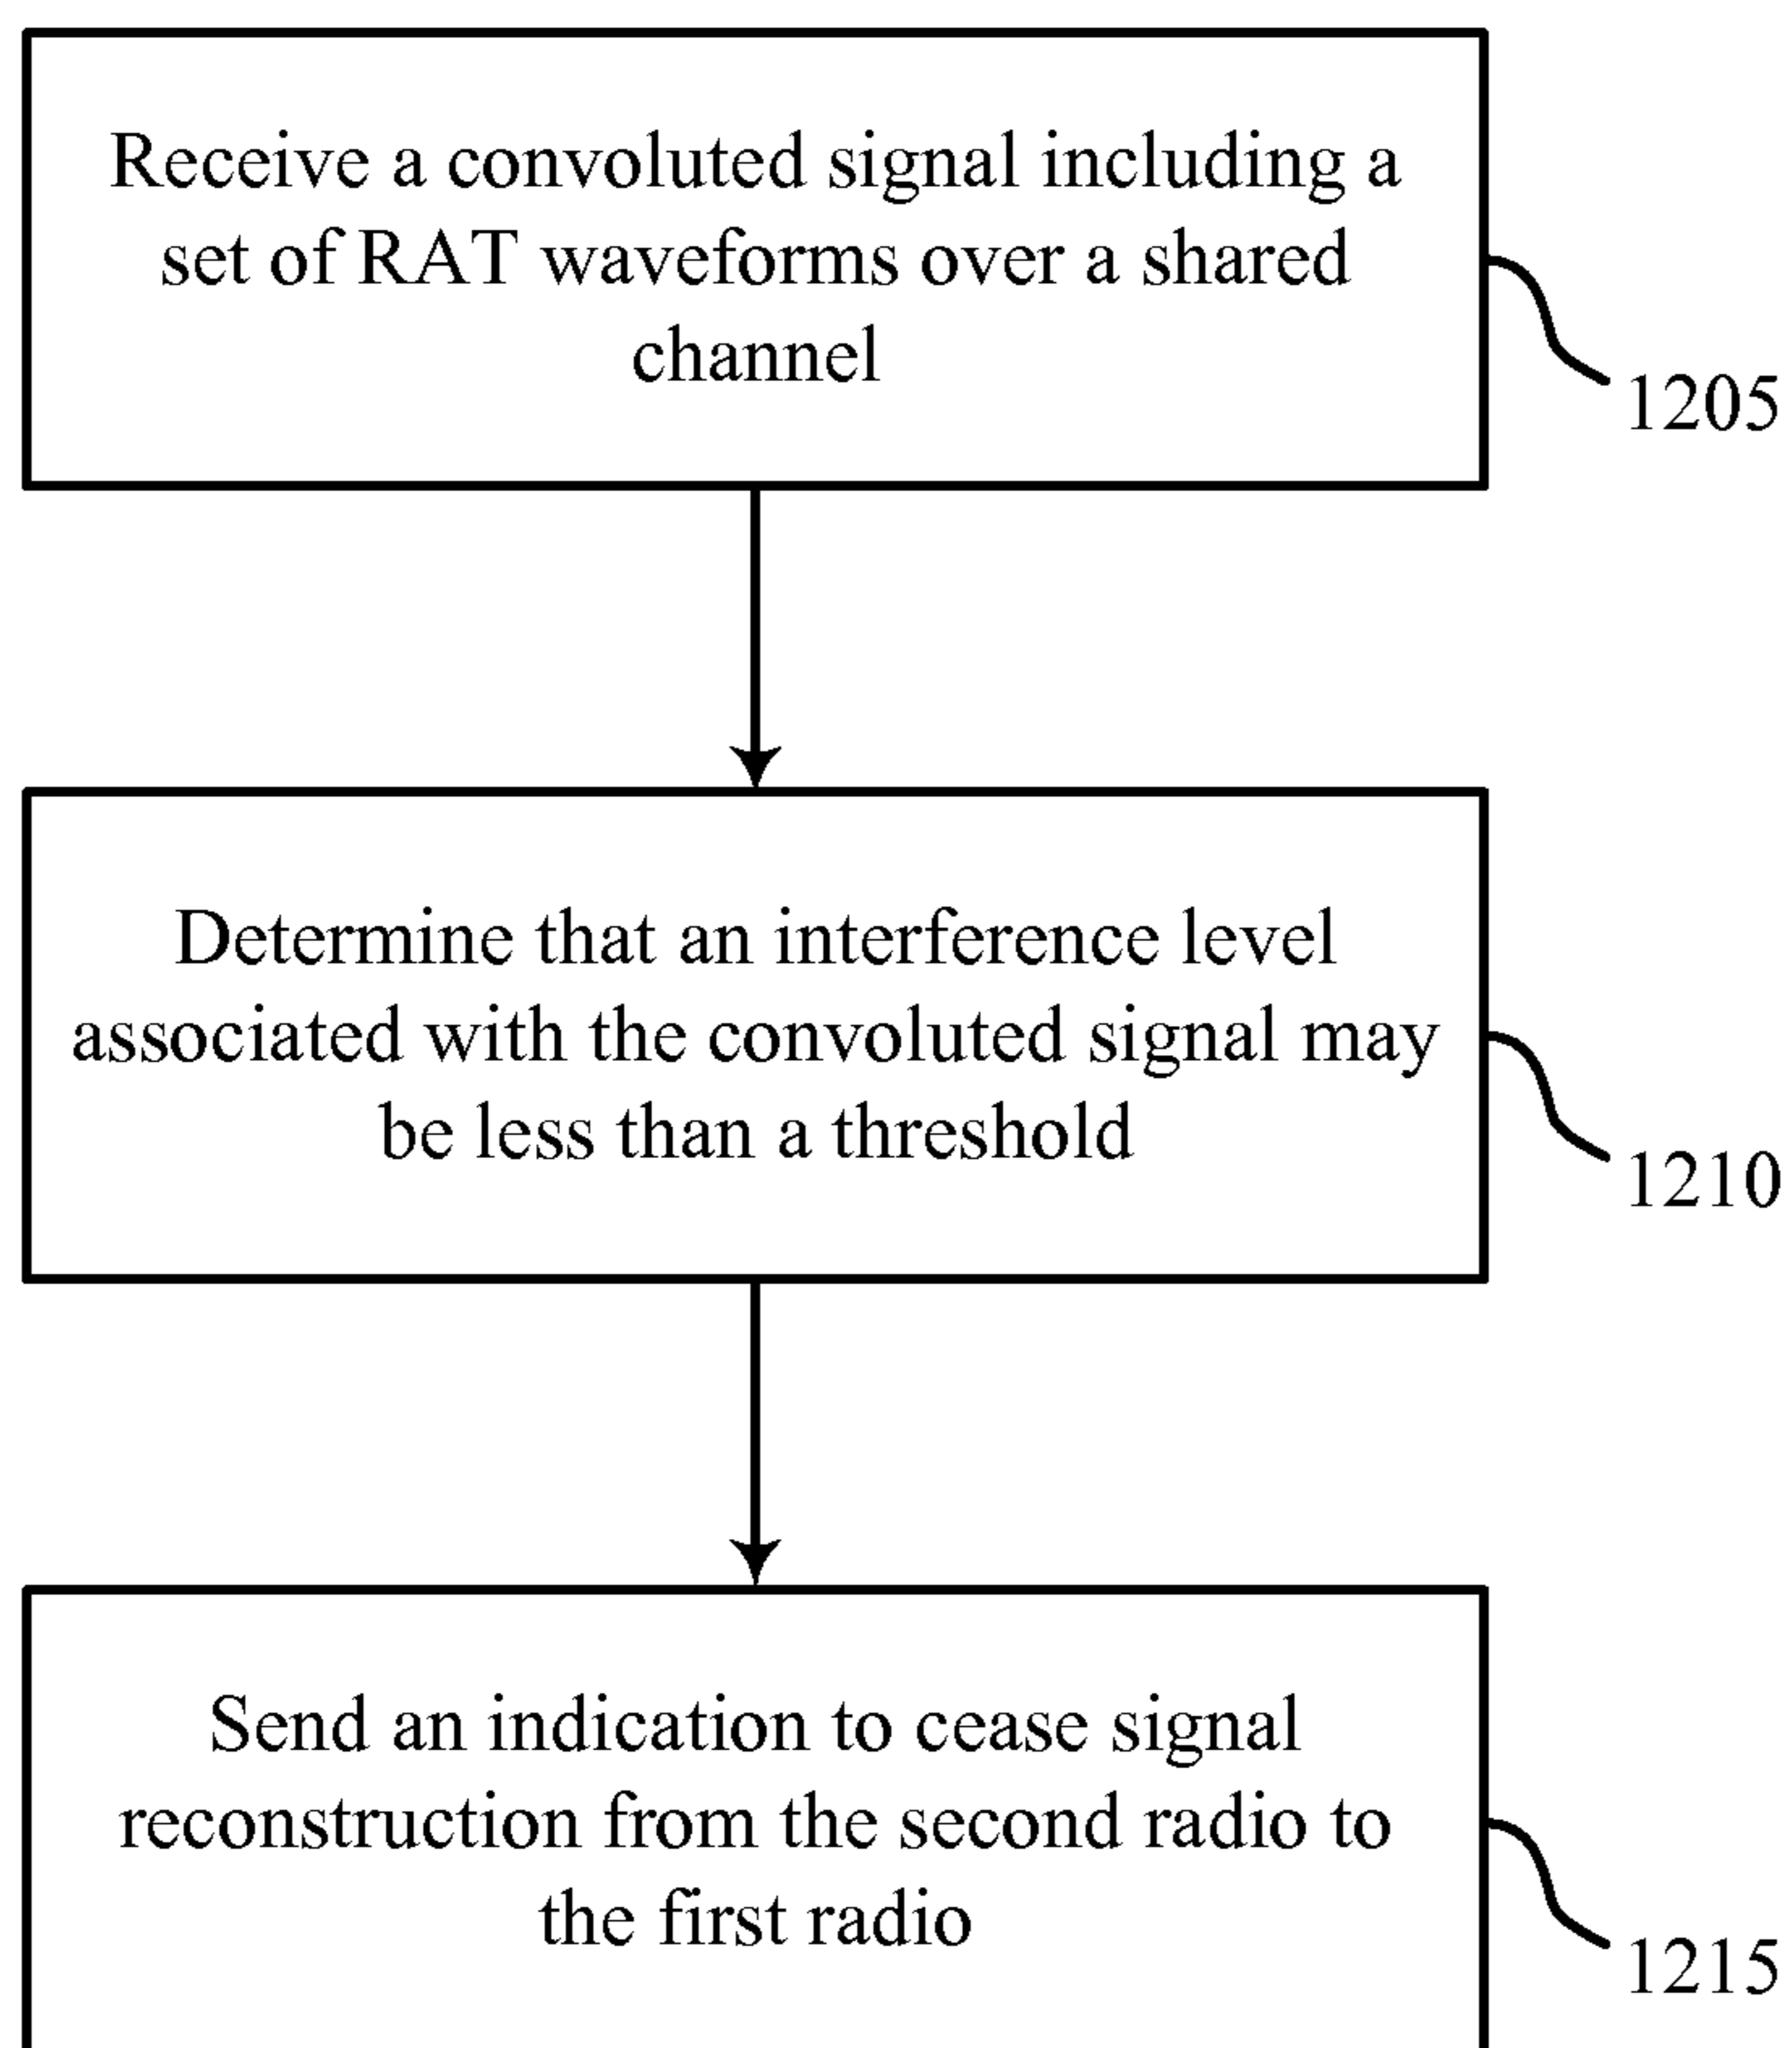 Receive a convoluted signal including a
set of RAT waveforms over a shared
channel
1205
Determine that an interference level
associated with the convoluted signal may
be less than a threshold
1210
Send an indication to cease signal
reconstruction from the second radio to
the first radio
1215